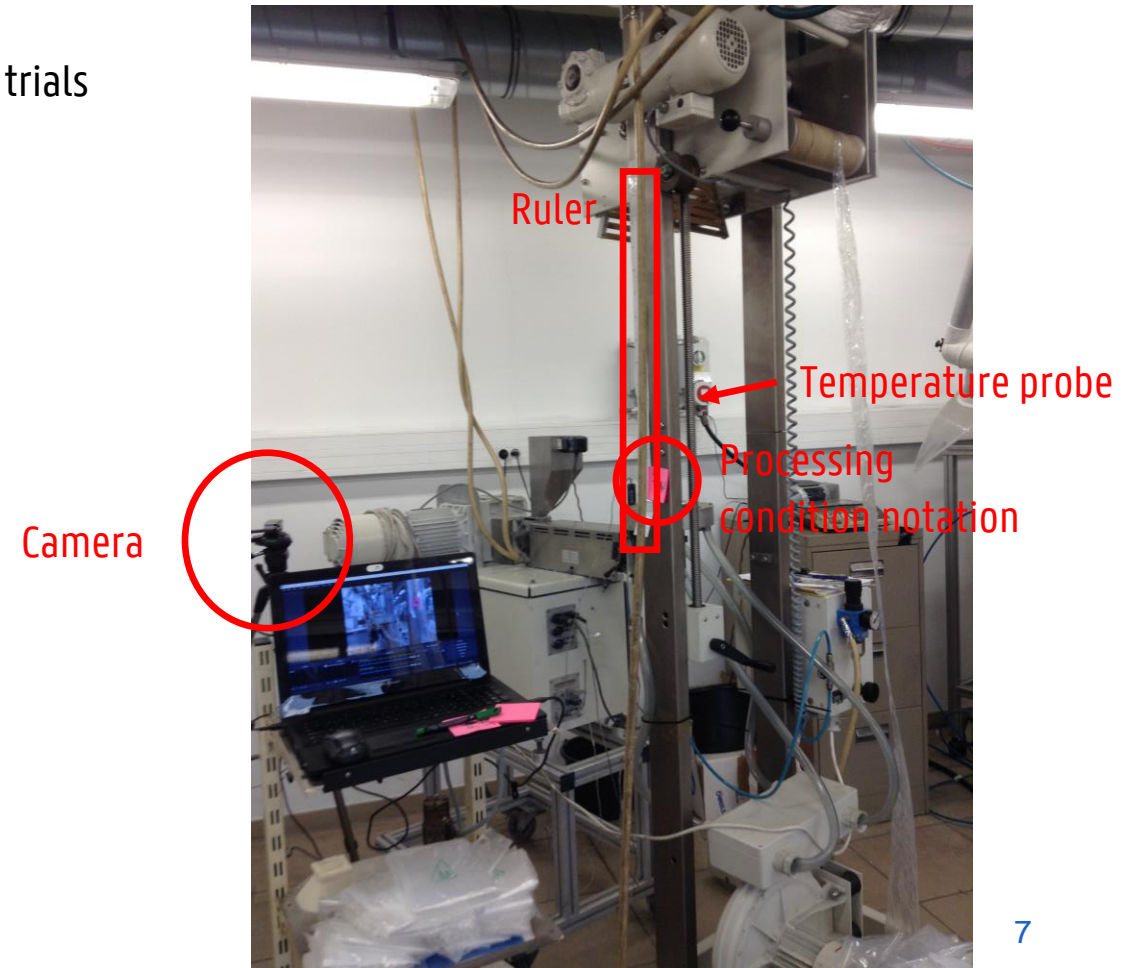 trials
Ruler
Temperature probe
Processing
condition notation
Camera
7